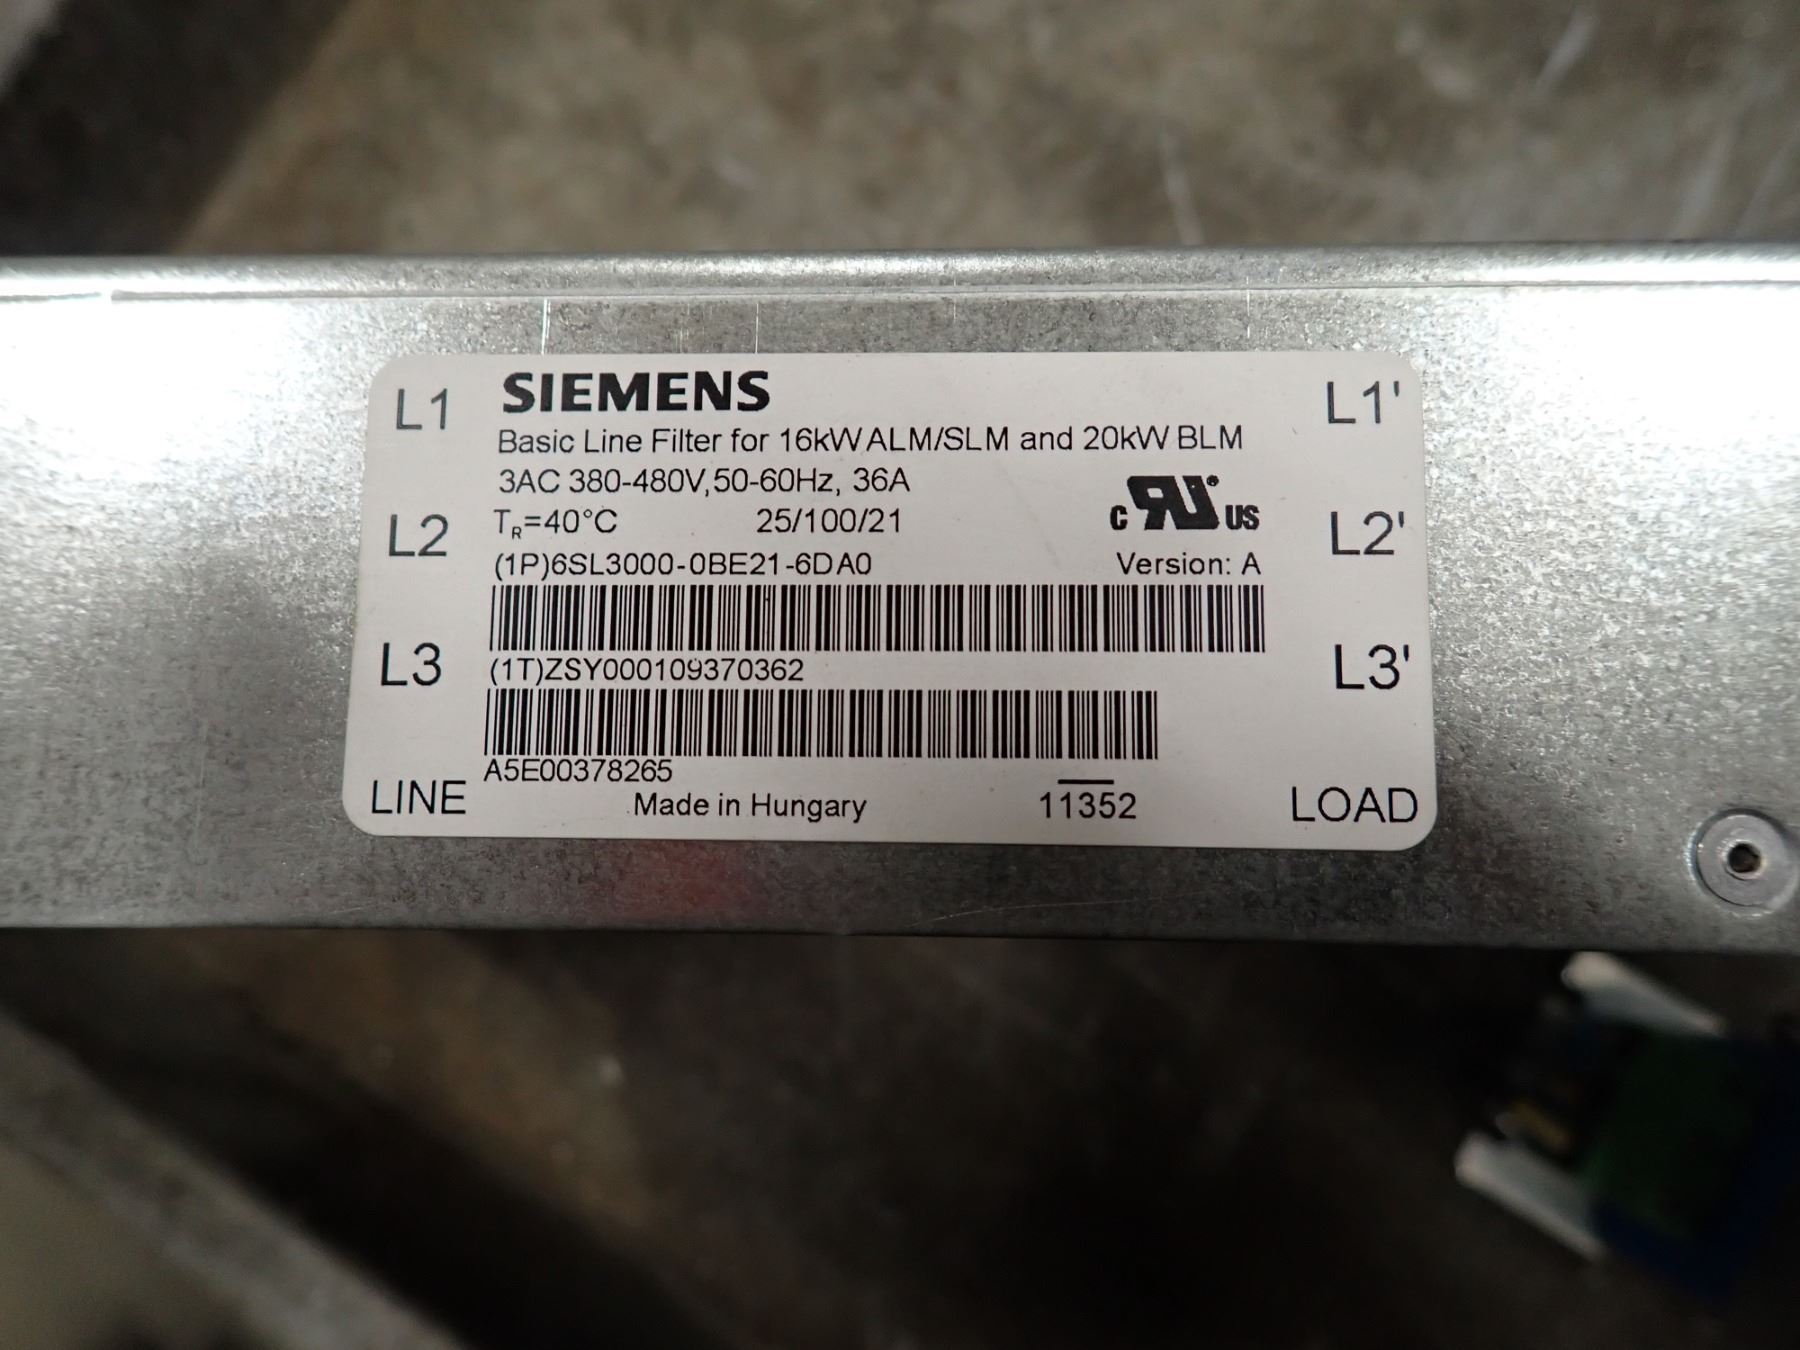 L1 SIEMENS L1'
Basic Line Filter for 16kW ALM/SLM and 20kW BLM
3AC 380-480V, 50-60Hz, 36A
L2 TR=40°C 25/100/21 c RU US L2'
(1P)6SL3000-0BE21-6DA0 Version: A
L3 (1T)ZSY000109370362 L3'
A5E00378265
LINE Made in Hungary 11352 LOAD